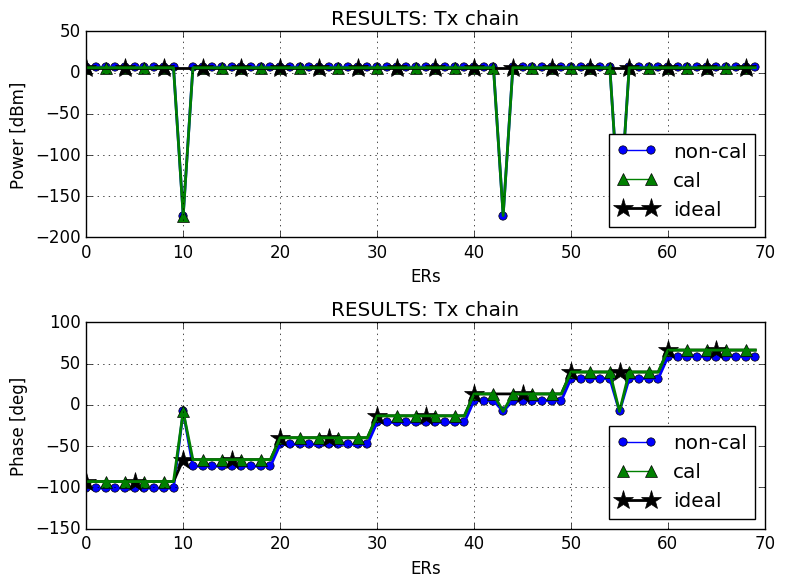 RESULTS: Tx chain
50
0
−50
−100
−150
−200
Power [dBm]
non-cal
cal
ideal
0 10 20 30 40 50 60 70
ERs
RESULTS: Tx chain
100
50
0
−50
−100
−150
Phase [deg]
non-cal
cal
ideal
0 10 20 30 40 50 60 70
ERs